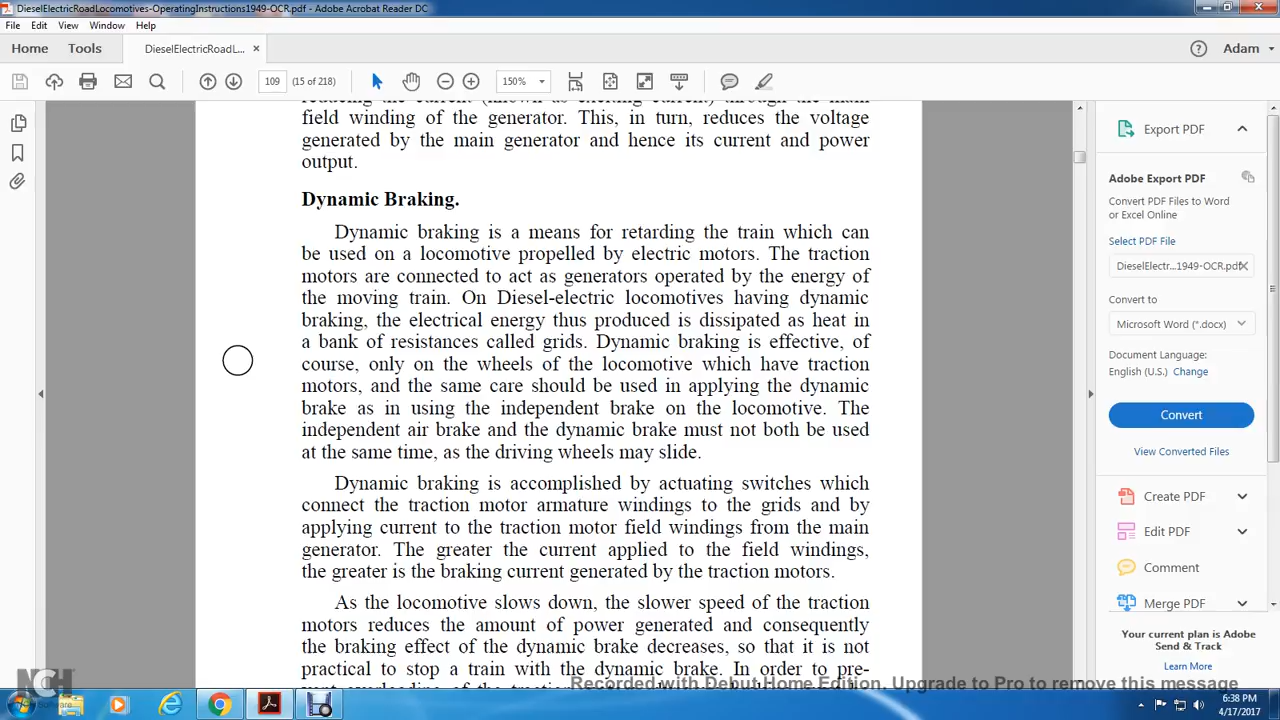 DieselElectricRoadLocomotives-OperatingInstructions1949-OCR.pdf - Adobe Acrobat Reader DC
File Edit View Window Help
Home Tools DieselElectricRoadL... × Adam
109 (15 of 218) 150%
field winding of the generator. This, in turn, reduces the voltage
generated by the main generator and hence its current and power
output.
Dynamic Braking.
Dynamic braking is a means for retarding the train which can
be used on a locomotive propelled by electric motors. The traction
motors are connected to act as generators operated by the energy of
the moving train. On Diesel-electric locomotives having dynamic
braking, the electrical energy thus produced is dissipated as heat in
a bank of resistances called grids. Dynamic braking is effective, of
course, only on the wheels of the locomotive which have traction
motors, and the same care should be used in applying the dynamic
brake as in using the independent brake on the locomotive. The
independent air brake and the dynamic brake must not both be used
at the same time, as the driving wheels may slide.
Dynamic braking is accomplished by actuating switches which
connect the traction motor armature windings to the grids and by
applying current to the traction motor field windings from the main
generator. The greater the current applied to the field windings,
the greater is the braking current generated by the traction motors.
As the locomotive slows down, the slower speed of the traction
motors reduces the amount of power generated and consequently
the braking effect of the dynamic brake decreases, so that it is not
practical to stop a train with the dynamic brake. In order to pre-
Export PDF
Adobe Export PDF
Convert PDF Files to Word
or Excel Online
Select PDF File
DieselElectr...1949-OCR.pdf
Convert to
Microsoft Word (*.docx)
Document Language:
English (U.S.) Change
Convert
View Converted Files
Create PDF
Edit PDF
Comment
Merge PDF
Your current plan is Adobe
Send & Track
Learn More
NCH
Software
Recorded with Debut Home Edition. Upgrade to Pro to remove this message
6:38 PM
4/17/2017